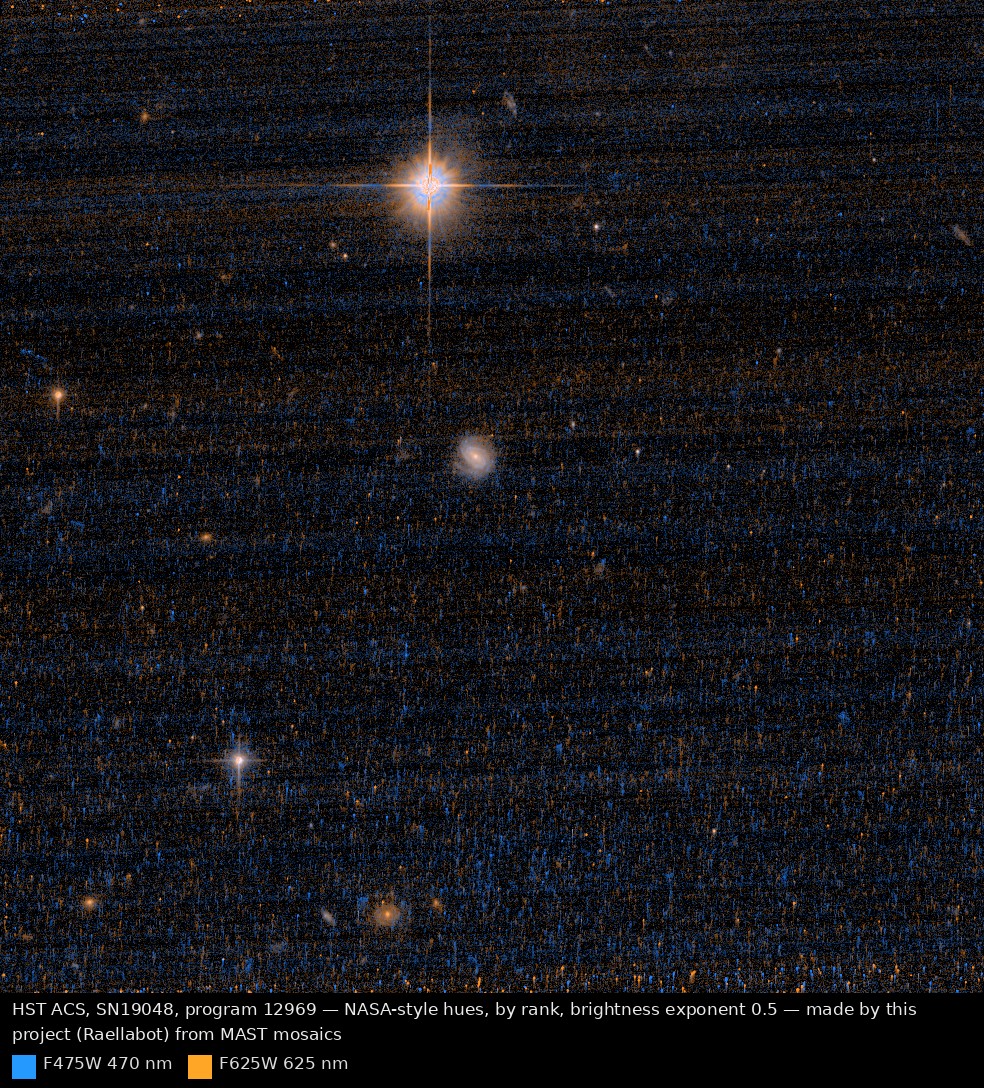 HST ACS, SN19048, program 12969 — NASA-style hues, by rank, brightness exponent 0.5 — made by this
project (Raellabot) from MAST mosaics
F475W 470 nm F625W 625 nm